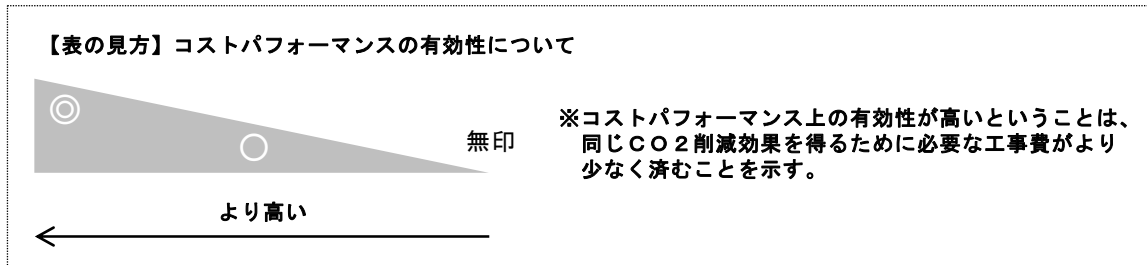 【表の見方】コストパフォーマンスの有効性について
◎
○
無印
※コストパフォーマンス上の有効性が高いということは、
同じCO2削減効果を得るために必要な工事費がより
少なく済むことを示す。
より高い